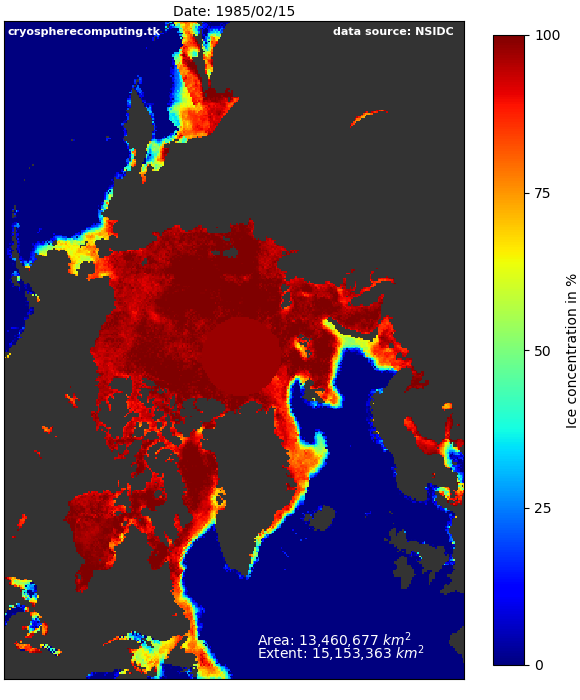 Date: 1985/02/15
cryospherecomputing.tk data source: NSIDC
100
75
50
25
0
Ice concentration in %
Area: 13,460,677 km²
Extent: 15,153,363 km²